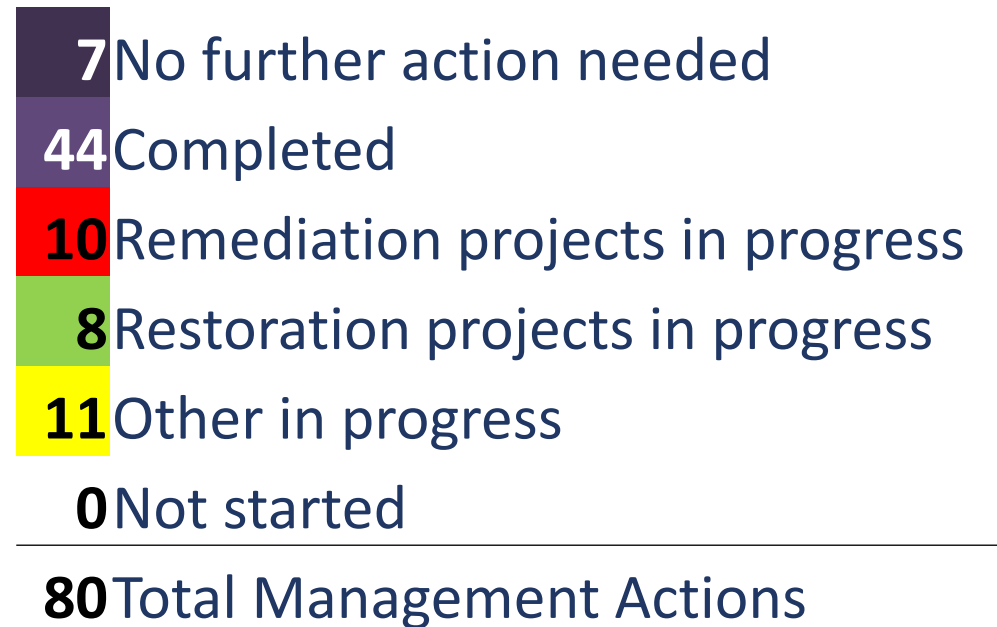 7 No further action needed
44 Completed
10 Remediation projects in progress
8 Restoration projects in progress
11 Other in progress
0 Not started
80 Total Management Actions